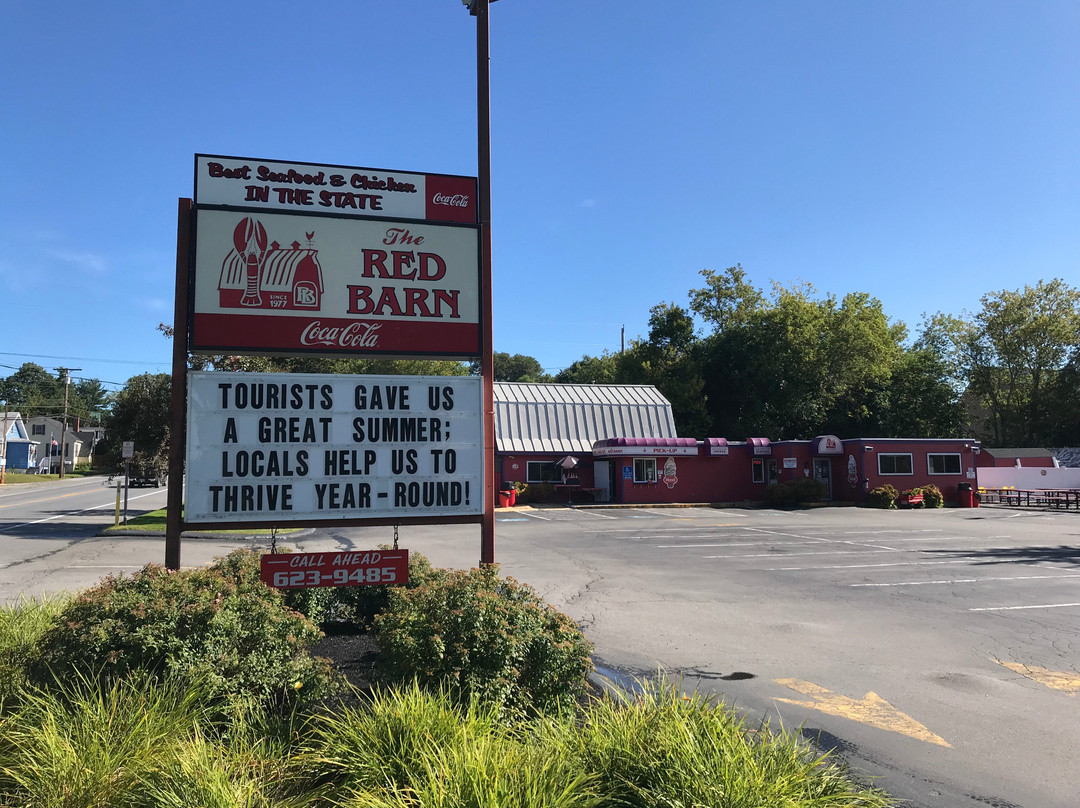 Best Seafood & Chicken
IN THE STATE
Coca-Cola
The
RED
BARN
SINCE
1977
Coca-Cola
TOURISTS GAVE US
A GREAT SUMMER;
LOCALS HELP US TO
THRIVE YEAR-ROUND!
CALL AHEAD
623-9485
PICK-UP